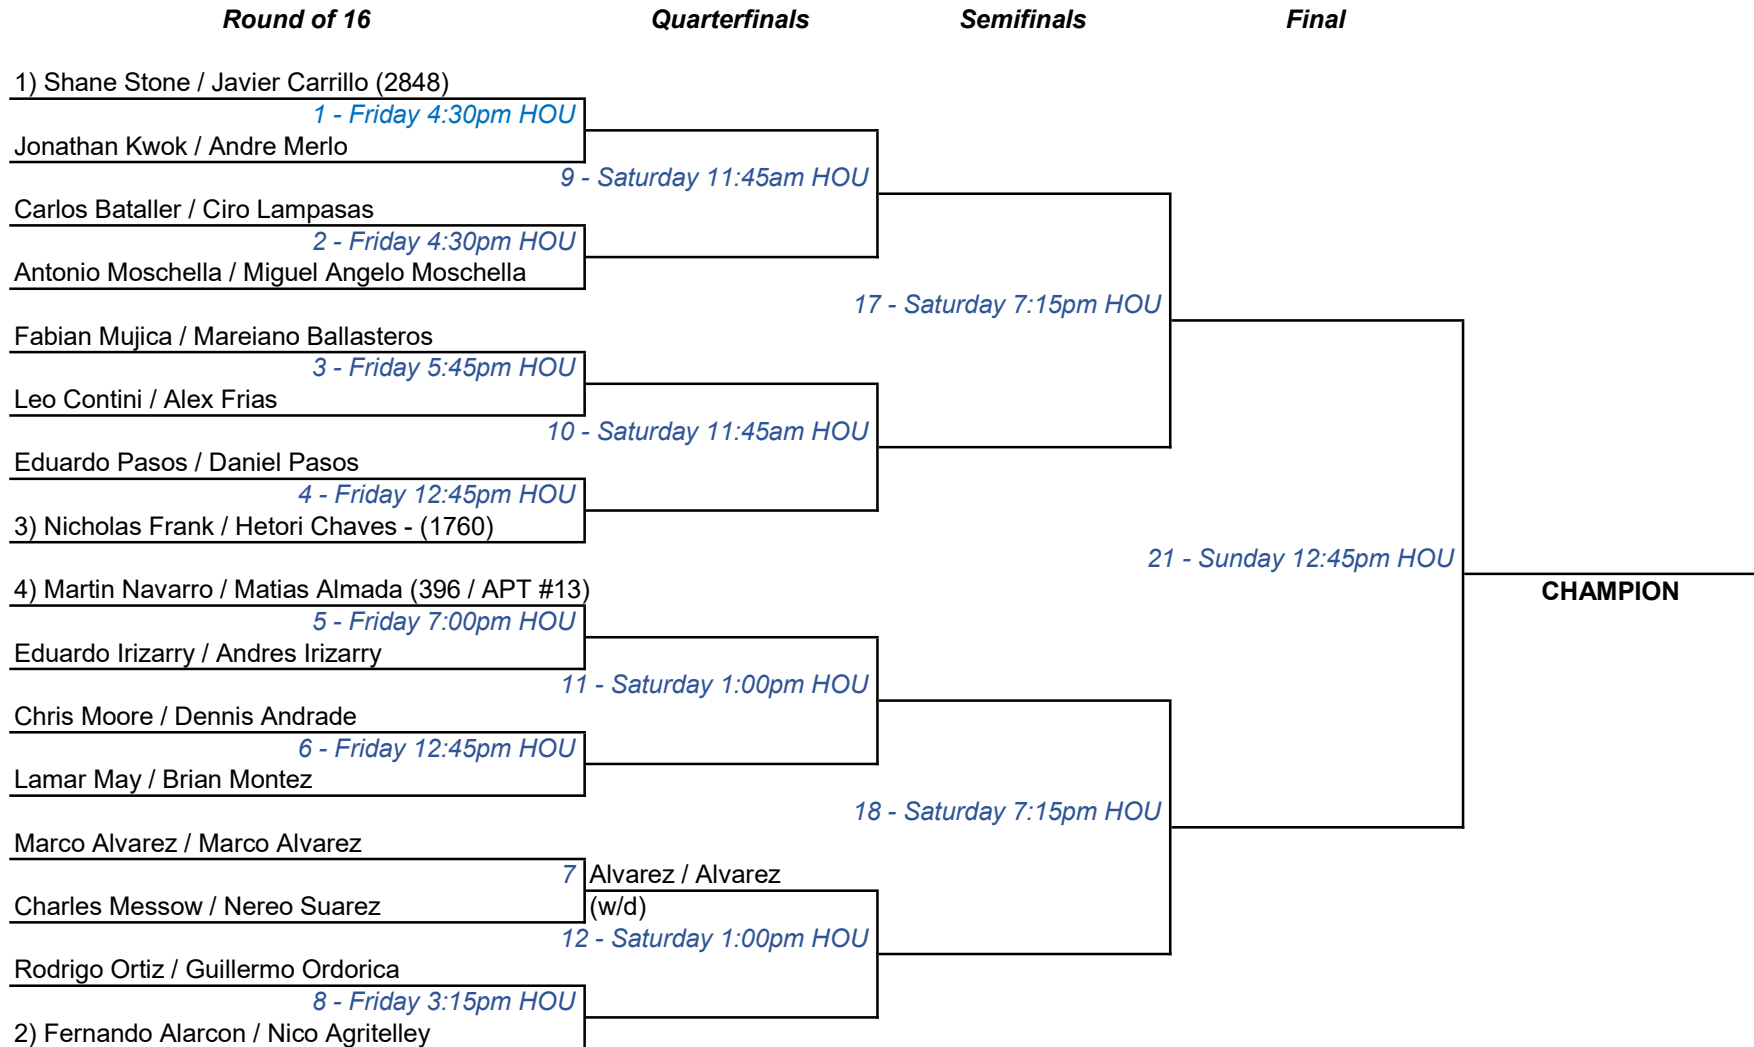 Round of 16 Quarterfinals Semifinals Final
1) Shane Stone / Javier Carrillo (2848)
1 - Friday 4:30pm HOU
Jonathan Kwok / Andre Merlo
9 - Saturday 11:45am HOU
Carlos Bataller / Ciro Lampasas
2 - Friday 4:30pm HOU
Antonio Moschella / Miguel Angelo Moschella
17 - Saturday 7:15pm HOU
Fabian Mujica / Mareiano Ballasteros
3 - Friday 5:45pm HOU
Leo Contini / Alex Frias
10 - Saturday 11:45am HOU
Eduardo Pasos / Daniel Pasos
4 - Friday 12:45pm HOU
3) Nicholas Frank / Hetori Chaves - (1760)
21 - Sunday 12:45pm HOU
4) Martin Navarro / Matias Almada (396 / APT #13)
CHAMPION
5 - Friday 7:00pm HOU
Eduardo Irizarry / Andres Irizarry
11 - Saturday 1:00pm HOU
Chris Moore / Dennis Andrade
6 - Friday 12:45pm HOU
Lamar May / Brian Montez
18 - Saturday 7:15pm HOU
Marco Alvarez / Marco Alvarez
7 Alvarez / Alvarez
Charles Messow / Nereo Suarez (w/d)
12 - Saturday 1:00pm HOU
Rodrigo Ortiz / Guillermo Ordorica
8 - Friday 3:15pm HOU
2) Fernando Alarcon / Nico Agritelley